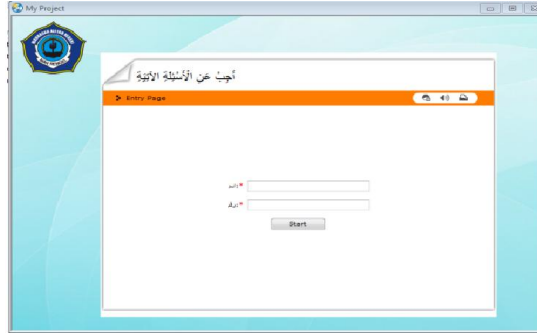 My Project
أَجِبْ عَنِ الْأَسْئِلَةِ الْآتِيَةِ
Entry Page
الاسم *
الرقم *
Start